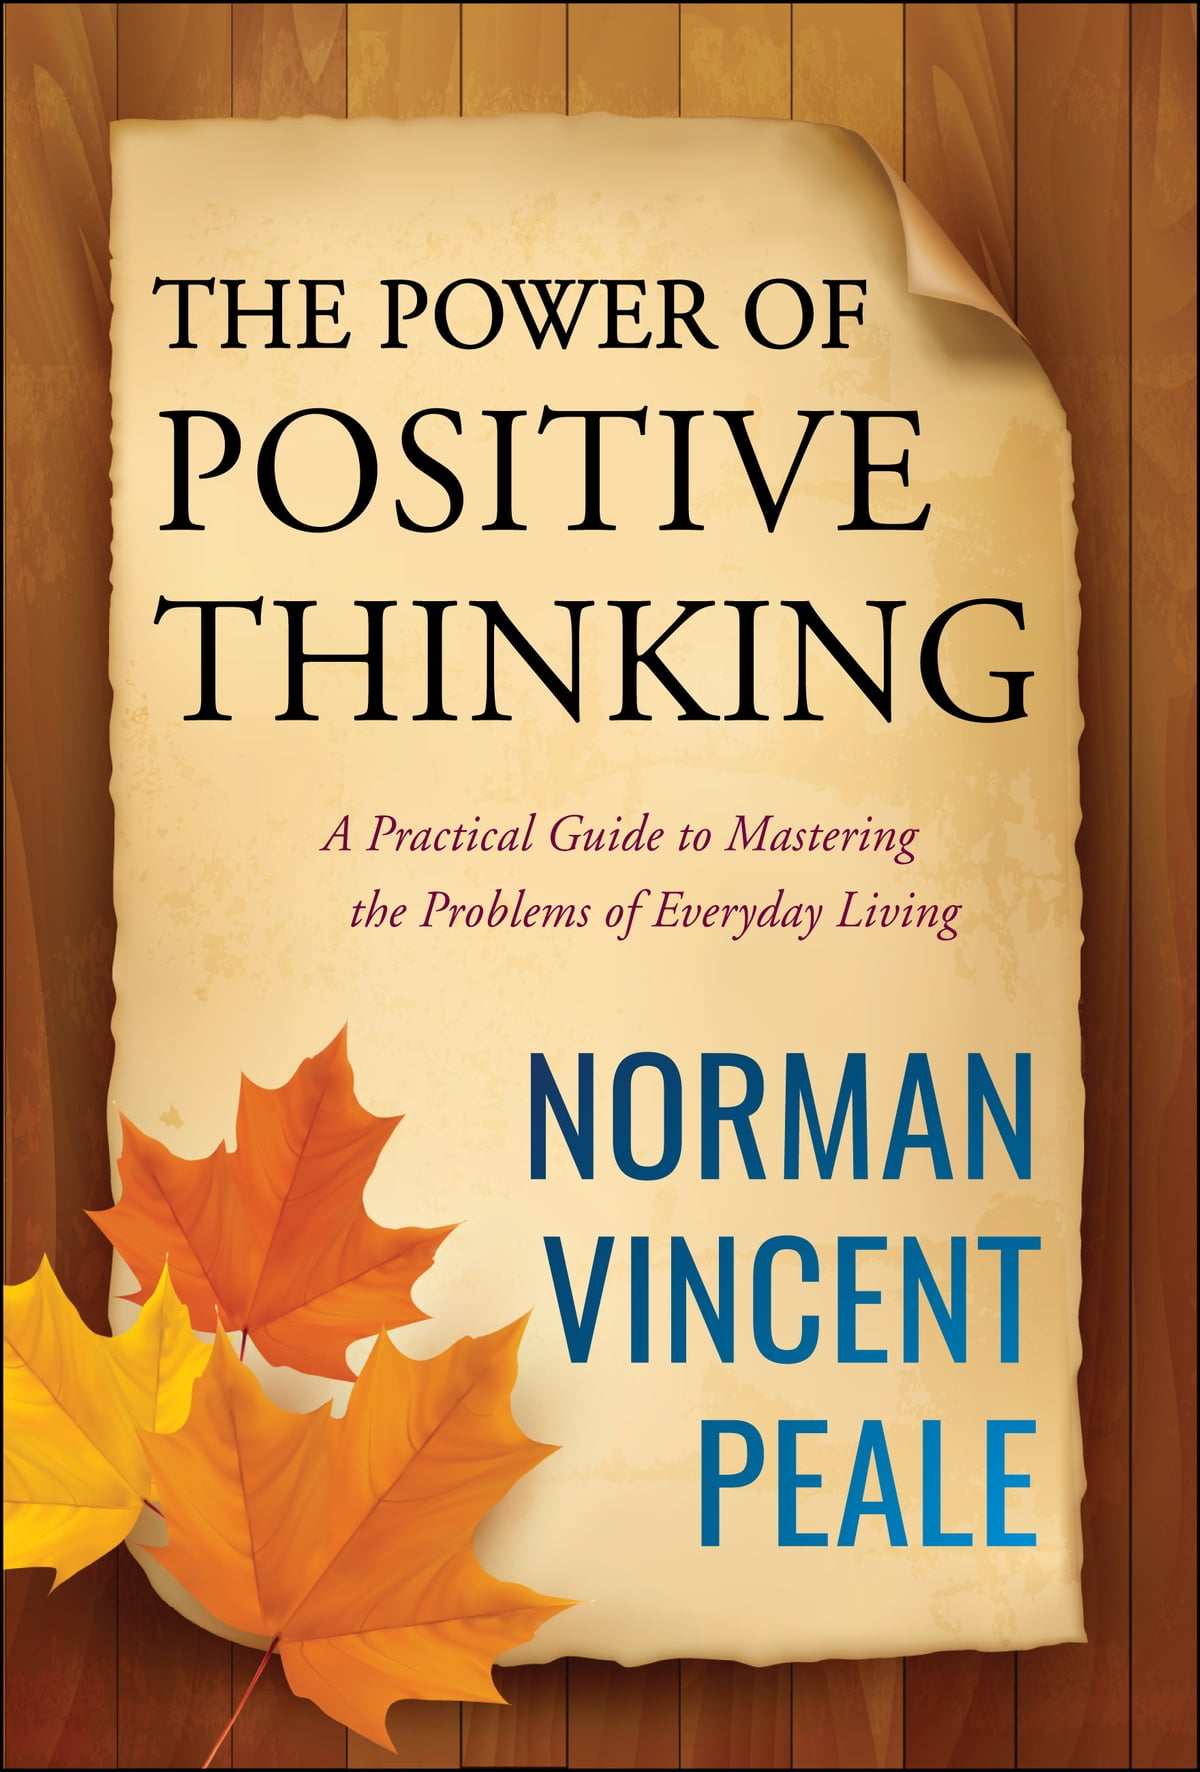 THE POWER OF
POSITIVE
THINKING
A Practical Guide to Mastering
the Problems of Everyday Living
NORMAN
VINCENT
PEALE